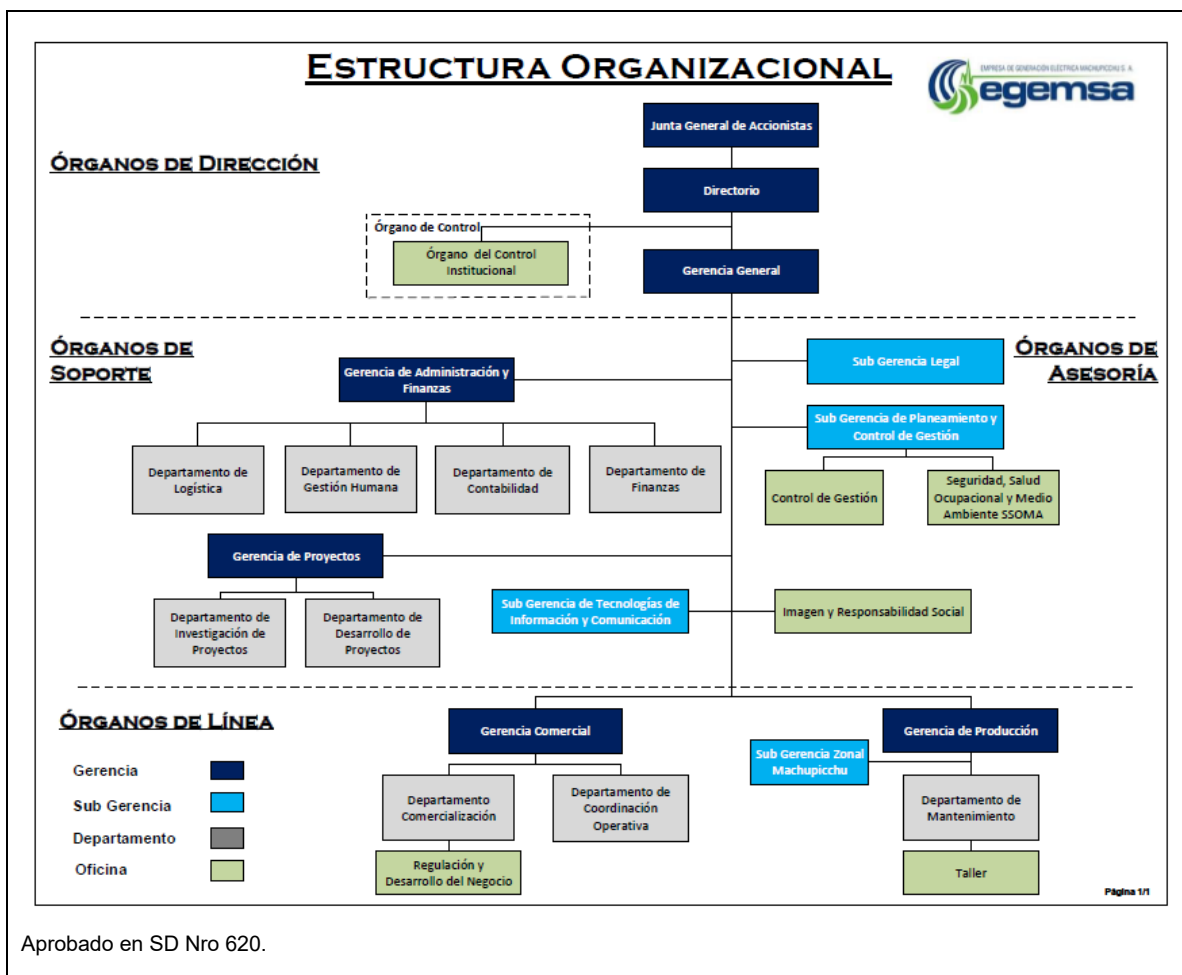 ESTRUCTURA ORGANIZACIONAL
EMPRESA DE GENERACIÓN ELÉCTRICA MACHUPICCHU S. A.
egemsa
Junta General de Accionistas
ÓRGANOS DE DIRECCIÓN
Directorio
Órgano de Control
Órgano del Control
Institucional
Gerencia General
ÓRGANOS DE
SOPORTE
ÓRGANOS DE
ASESORÍA
Sub Gerencia Legal
Gerencia de Administración y
Finanzas
Sub Gerencia de Planeamiento y
Control de Gestión
Departamento de
Logística
Departamento de
Gestión Humana
Departamento de
Contabilidad
Departamento de
Finanzas
Control de Gestión
Seguridad, Salud
Ocupacional y Medio
Ambiente SSOMA
Gerencia de Proyectos
Departamento de
Investigación de
Proyectos
Departamento de
Desarrollo de
Proyectos
Sub Gerencia de Tecnologías de
Información y Comunicación
Imagen y Responsabilidad Social
ÓRGANOS DE LÍNEA
Gerencia
Sub Gerencia
Departamento
Oficina
Gerencia Comercial
Gerencia de Producción
Sub Gerencia Zonal
Machupicchu
Departamento
Comercialización
Departamento de
Coordinación
Operativa
Departamento de
Mantenimiento
Regulación y
Desarrollo del Negocio
Taller
Página 1/1
Aprobado en SD Nro 620.